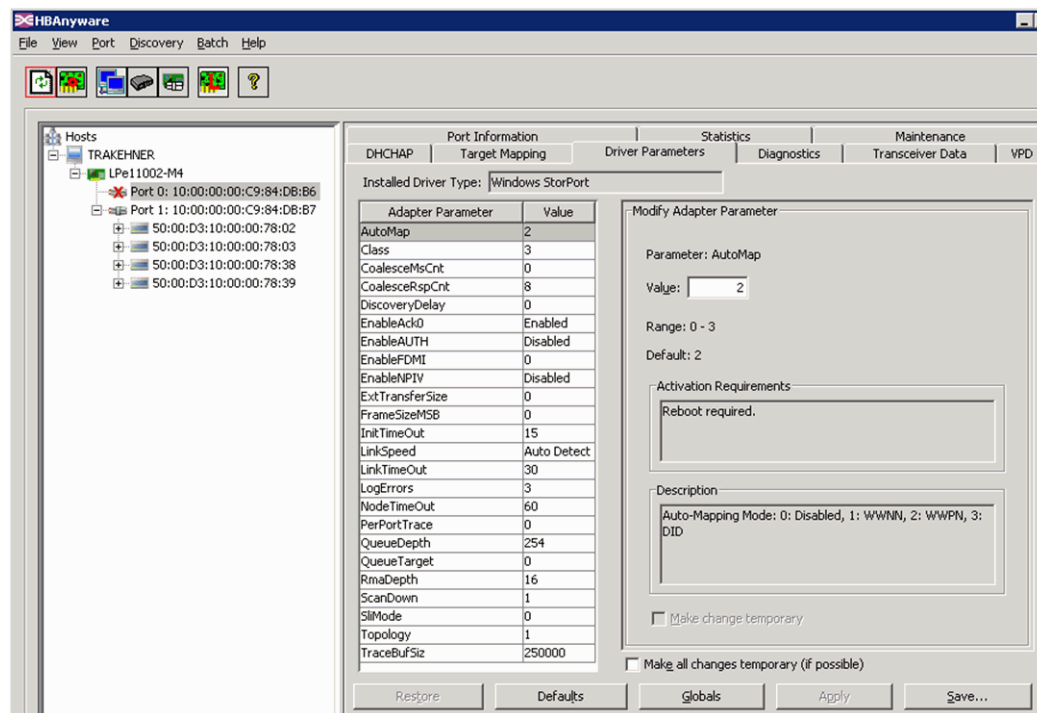 HBAnyware
File View Port Discovery Batch Help
Hosts
TRAKEHNER
LPe11002-M4
Port 0: 10:00:00:00:C9:84:DB:B6
Port 1: 10:00:00:00:C9:84:DB:B7
50:00:D3:10:00:00:78:02
50:00:D3:10:00:00:78:03
50:00:D3:10:00:00:78:38
50:00:D3:10:00:00:78:39
Port Information Statistics Maintenance
DHCHAP Target Mapping Driver Parameters Diagnostics Transceiver Data VPD
Installed Driver Type: Windows StorPort
Adapter Parameter Value
AutoMap 2
Class 3
CoalesceMsCnt 0
CoalesceRspCnt 8
DiscoveryDelay 0
EnableAck0 Enabled
EnableAUTH Disabled
EnableFDMI 0
EnableNPIV Disabled
ExtTransferSize 0
FrameSizeMSB 0
InitTimeOut 15
LinkSpeed Auto Detect
LinkTimeOut 30
LogErrors 3
NodeTimeOut 60
PerPortTrace 0
QueueDepth 254
QueueTarget 0
RmaDepth 16
ScanDown 1
SliMode 0
Topology 1
TraceBufSiz 250000
Modify Adapter Parameter
Parameter: AutoMap
Value: 2
Range: 0 - 3
Default: 2
Activation Requirements
Reboot required.
Description
Auto-Mapping Mode: 0: Disabled, 1: WWNN, 2: WWPN, 3:
DID
Make change temporary
Make all changes temporary (if possible)
Restore Defaults Globals Apply Save...